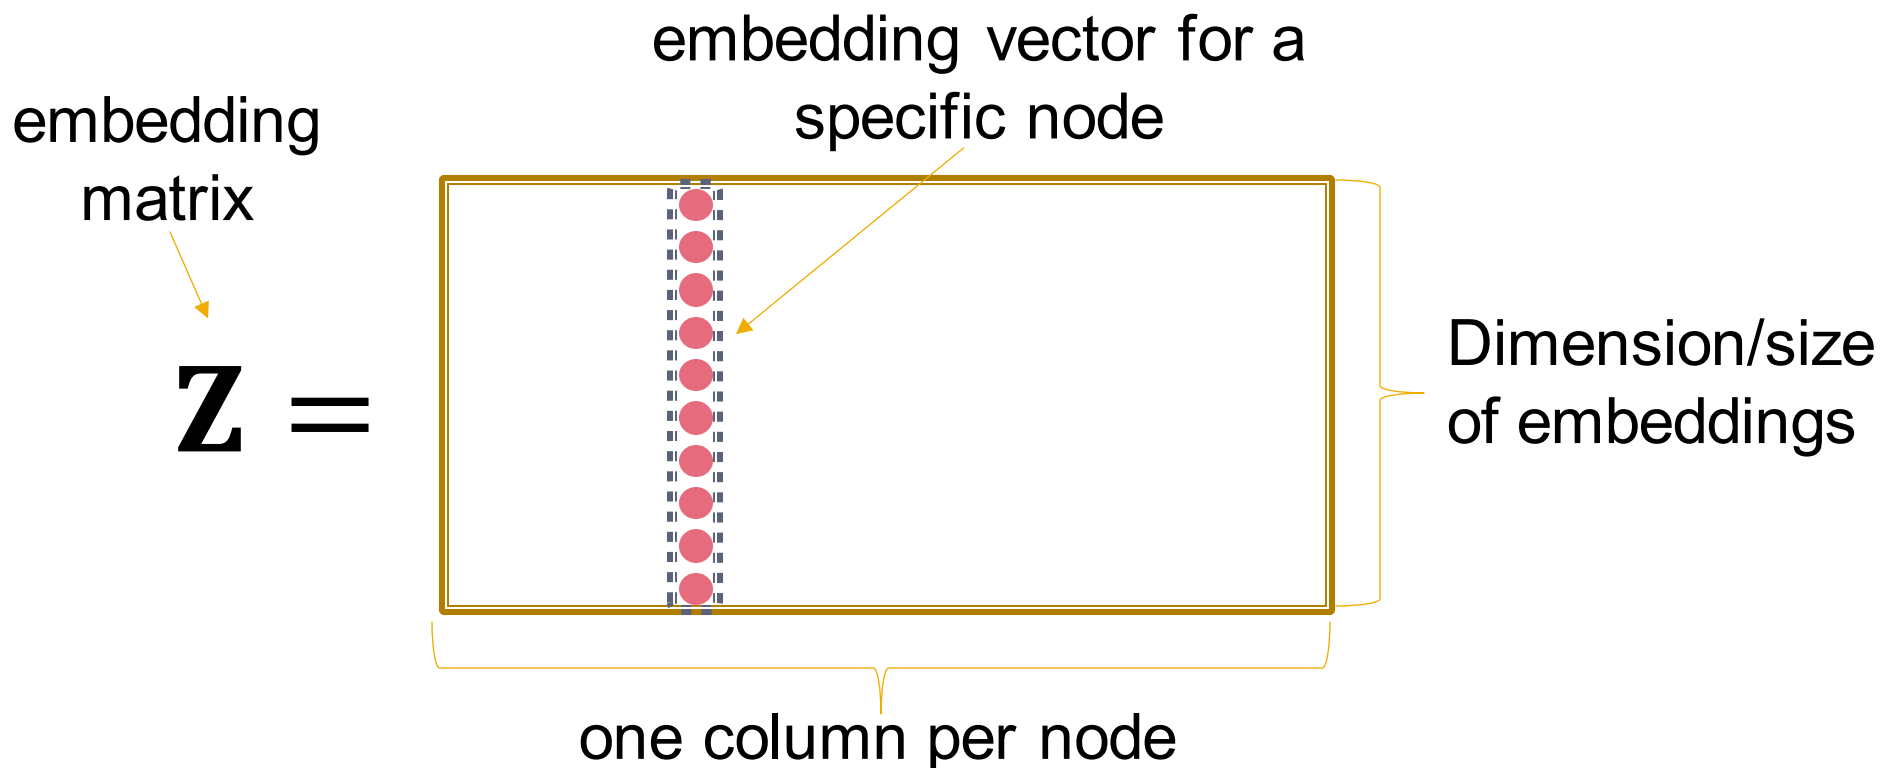 embedding vector for a
specific node
embedding
matrix
Z =
Dimension/size
of embeddings
one column per node